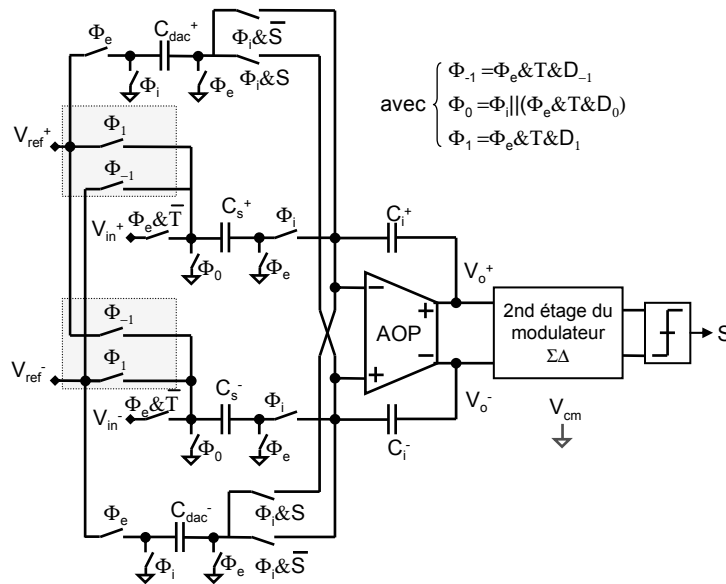 Φe
Cdac+
Φe
Φi
Φi&S̅
Φi&S
Φe
avec
Φ-1=Φe&T&D-1
Φ0=Φi||(Φe&T&D0)
Φ1=Φe&T&D1
Vref+
Φ1
Φ-1
Vin+
Φe&T̅
Cs+
Φi
Φ0
Φe
Ci+
Vo+
AOP
2nd étage du
modulateur
ΣΔ
S
Φ-1
Φ1
Vref-
Vin-
Φe&T̅
Cs-
Φi
Φ0
Φe
Ci-
Vo-
Vcm
Φe
Cdac-
Φi
Φe
Φi&S
Φi&S̅